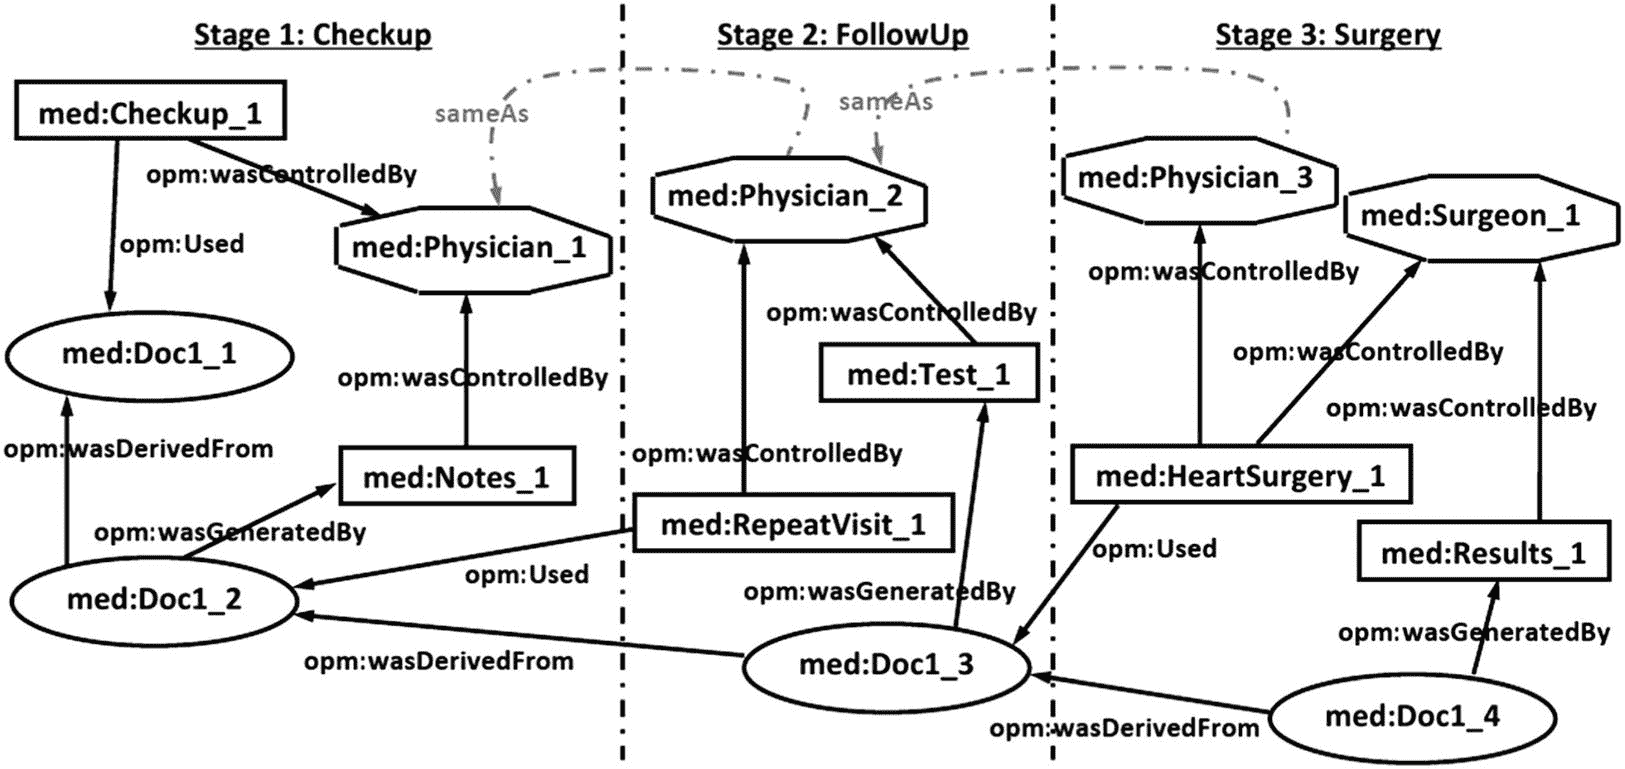 Stage 1: Checkup
Stage 2: FollowUp
Stage 3: Surgery
med:Checkup_1
sameAs
sameAs
opm:wasControlledBy
med:Physician_1
opm:Used
med:Doc1_1
opm:wasControlledBy
opm:wasDerivedFrom
med:Notes_1
opm:wasGeneratedBy
med:Doc1_2
opm:Used
opm:wasDerivedFrom
med:Physician_2
opm:wasControlledBy
med:Test_1
opm:wasControlledBy
med:RepeatVisit_1
opm:wasGeneratedBy
med:Doc1_3
med:Physician_3
med:Surgeon_1
opm:wasControlledBy
opm:wasControlledBy
opm:wasControlledBy
med:HeartSurgery_1
opm:Used
med:Results_1
opm:wasGeneratedBy
med:Doc1_4
opm:wasDerivedFrom